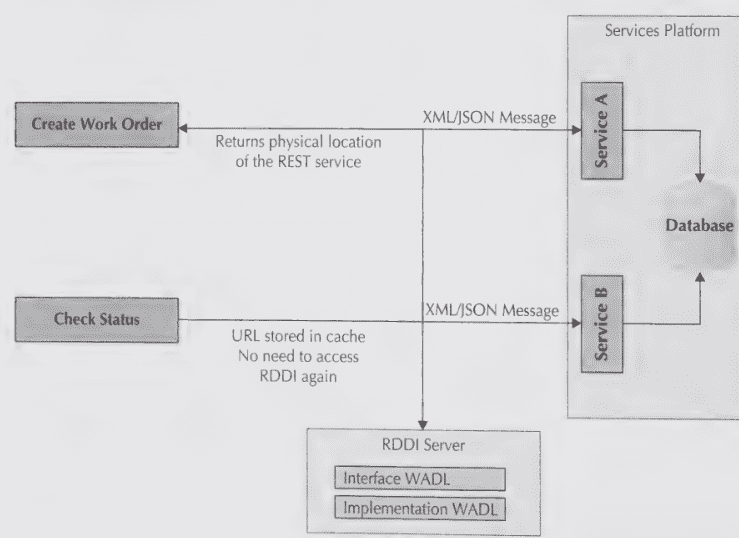 Services Platform
Create Work Order
XML/JSON Message
Service A
Returns physical location
of the REST service
Database
Check Status
XML/JSON Message
Service B
URL stored in cache
No need to access
RDDI again
RDDI Server
Interface WADL
Implementation WADL